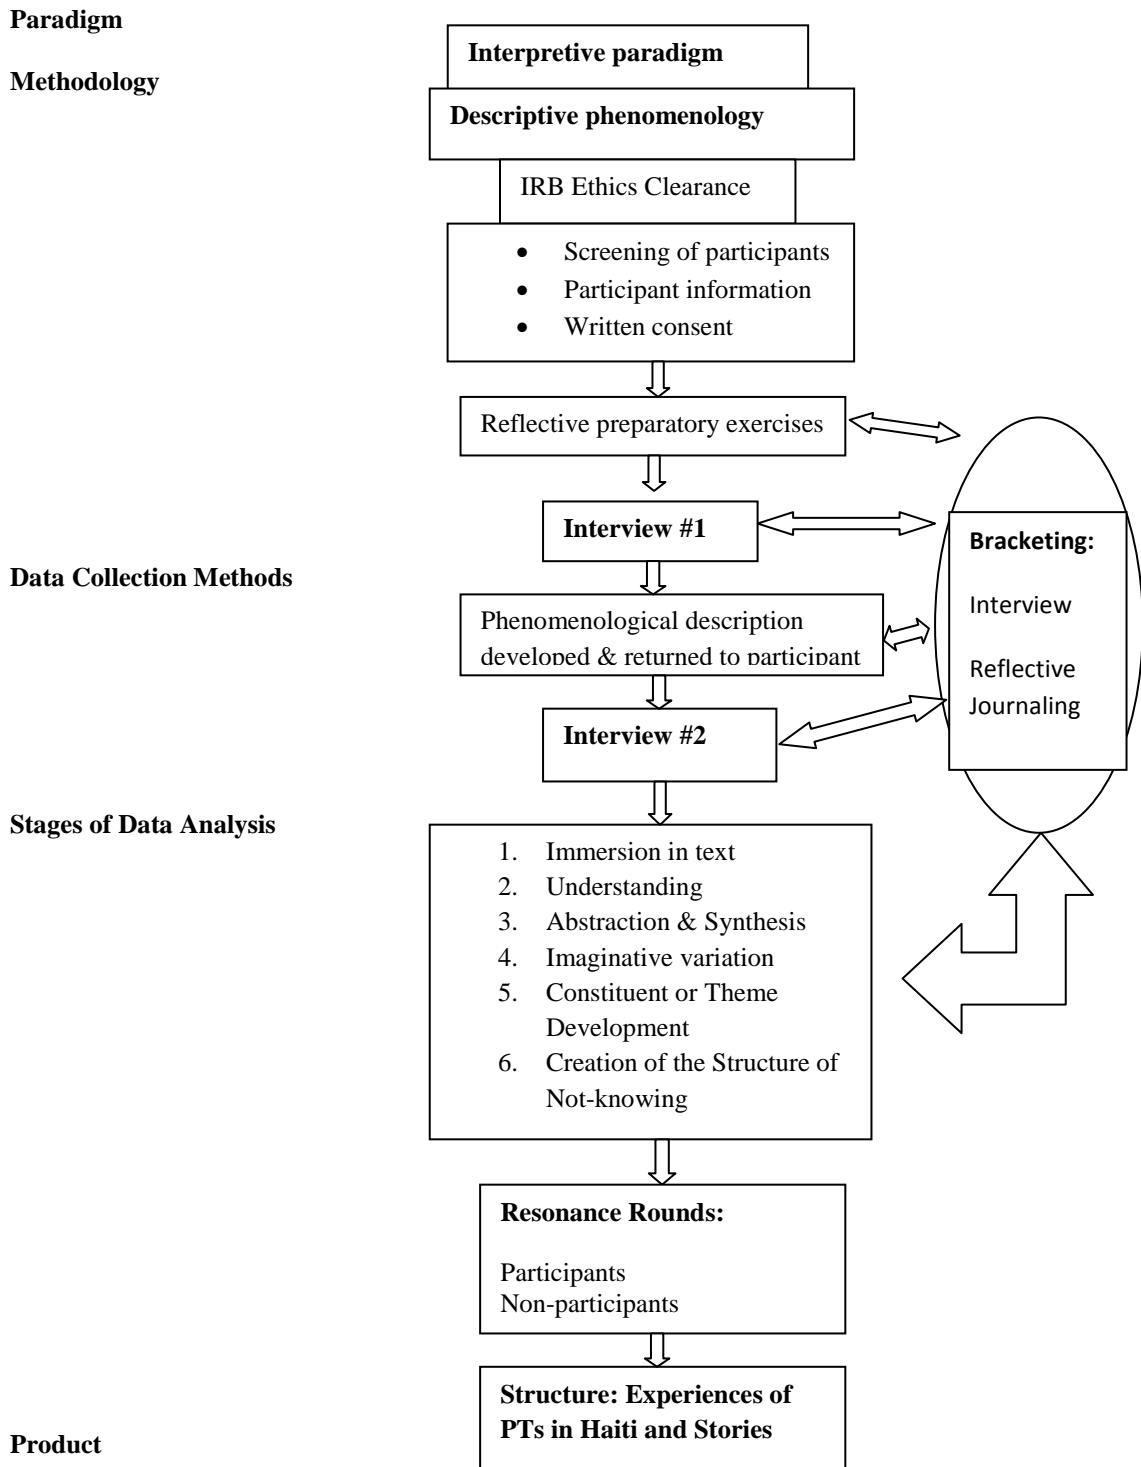 Paradigm
Interpretive paradigm
Methodology
Descriptive phenomenology
IRB Ethics Clearance
• Screening of participants
• Participant information
• Written consent
Reflective preparatory exercises
Interview #1
Bracketing:
Interview
Reflective
Journaling
Data Collection Methods
Phenomenological description
developed & returned to participant
Interview #2
Stages of Data Analysis
1. Immersion in text
2. Understanding
3. Abstraction & Synthesis
4. Imaginative variation
5. Constituent or Theme
Development
6. Creation of the Structure of
Not-knowing
Resonance Rounds:
Participants
Non-participants
Structure: Experiences of
PTs in Haiti and Stories
Product